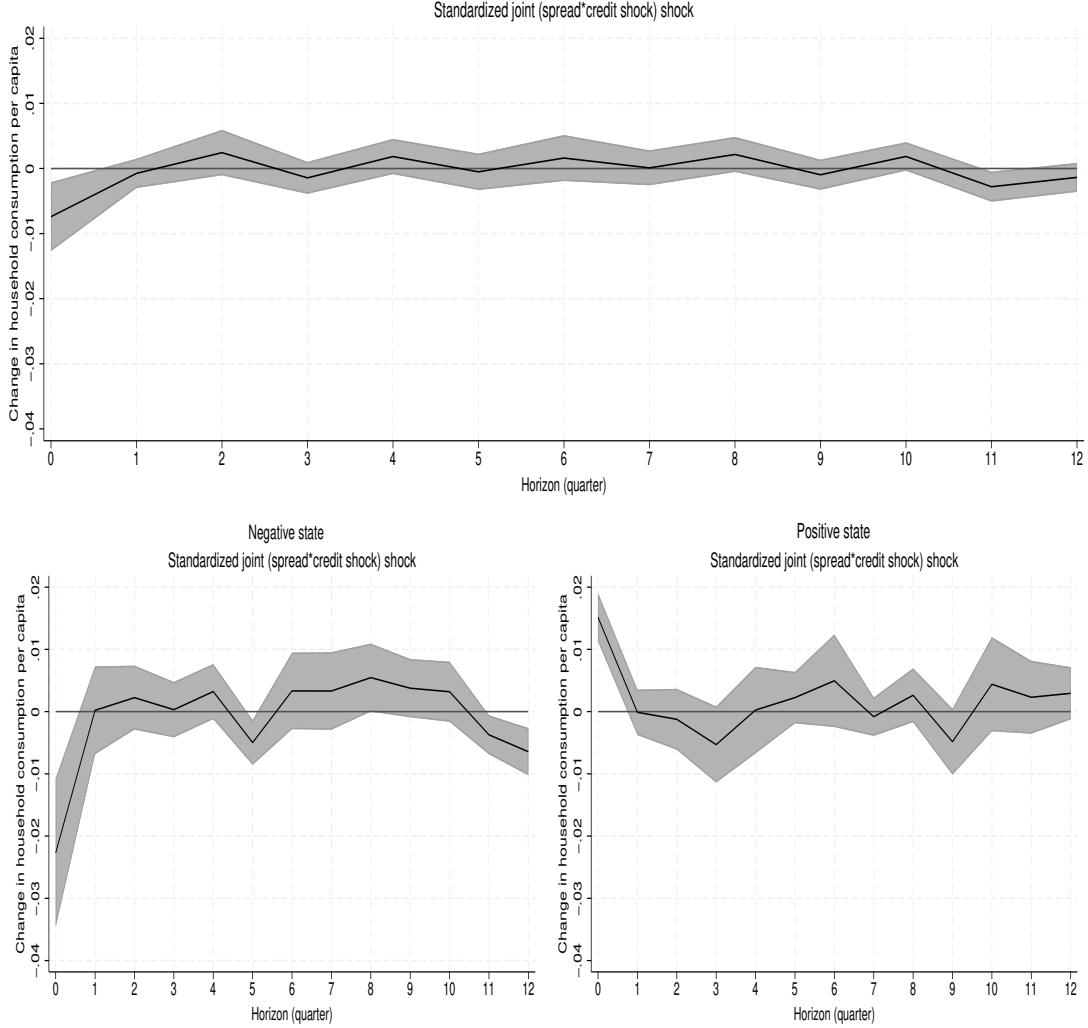 Standardized joint (spread*credit shock) shock
Change in household consumption per capita
.02
.01
0
-.01
-.02
-.03
-.04
0 1 2 3 4 5 6 7 8 9 10 11 12
Horizon (quarter)
Negative state
Standardized joint (spread*credit shock) shock
Change in household consumption per capita
.02
.01
0
-.01
-.02
-.03
-.04
0 1 2 3 4 5 6 7 8 9 10 11 12
Horizon (quarter)
Positive state
Standardized joint (spread*credit shock) shock
Change in household consumption per capita
.02
.01
0
-.01
-.02
-.03
-.04
0 1 2 3 4 5 6 7 8 9 10 11 12
Horizon (quarter)